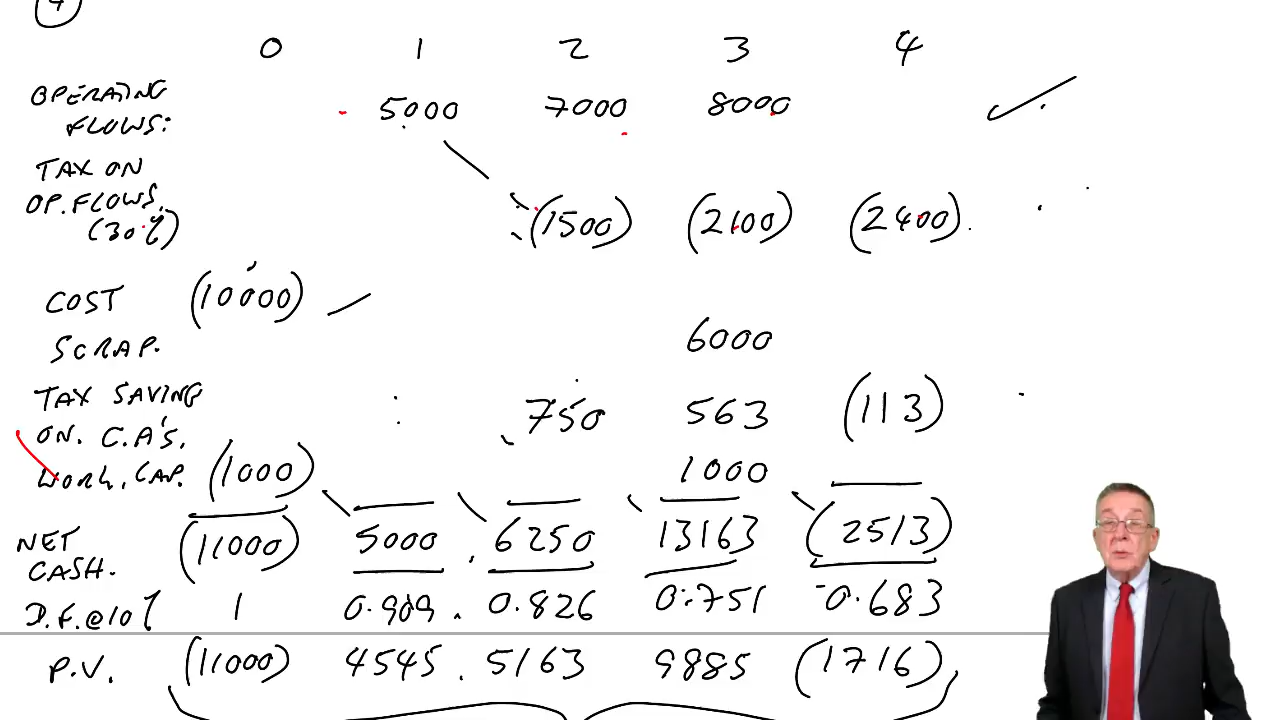 4
0 1 2 3 4
OPERATING 5000 7000 8000
FLOWS:
TAX ON
OP. FLOWS. (1500) (2100) (2400)
(30%)
COST (10000)
SCRAP. 6000
TAX SAVING
ON. C.A'S. 750 563 (113)
WORK. CAP. (1000) 1000
NET (11000) 5000 6250 13163 (2513)
CASH.
D.F.@10% 1 0.909 0.826 0.751 0.683
P.V. (11000) 4545 5163 9885 (1716)